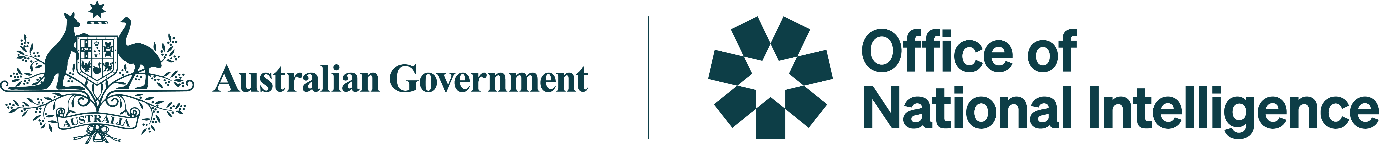 AUSTRALIA
Australian Government
Office of
National Intelligence